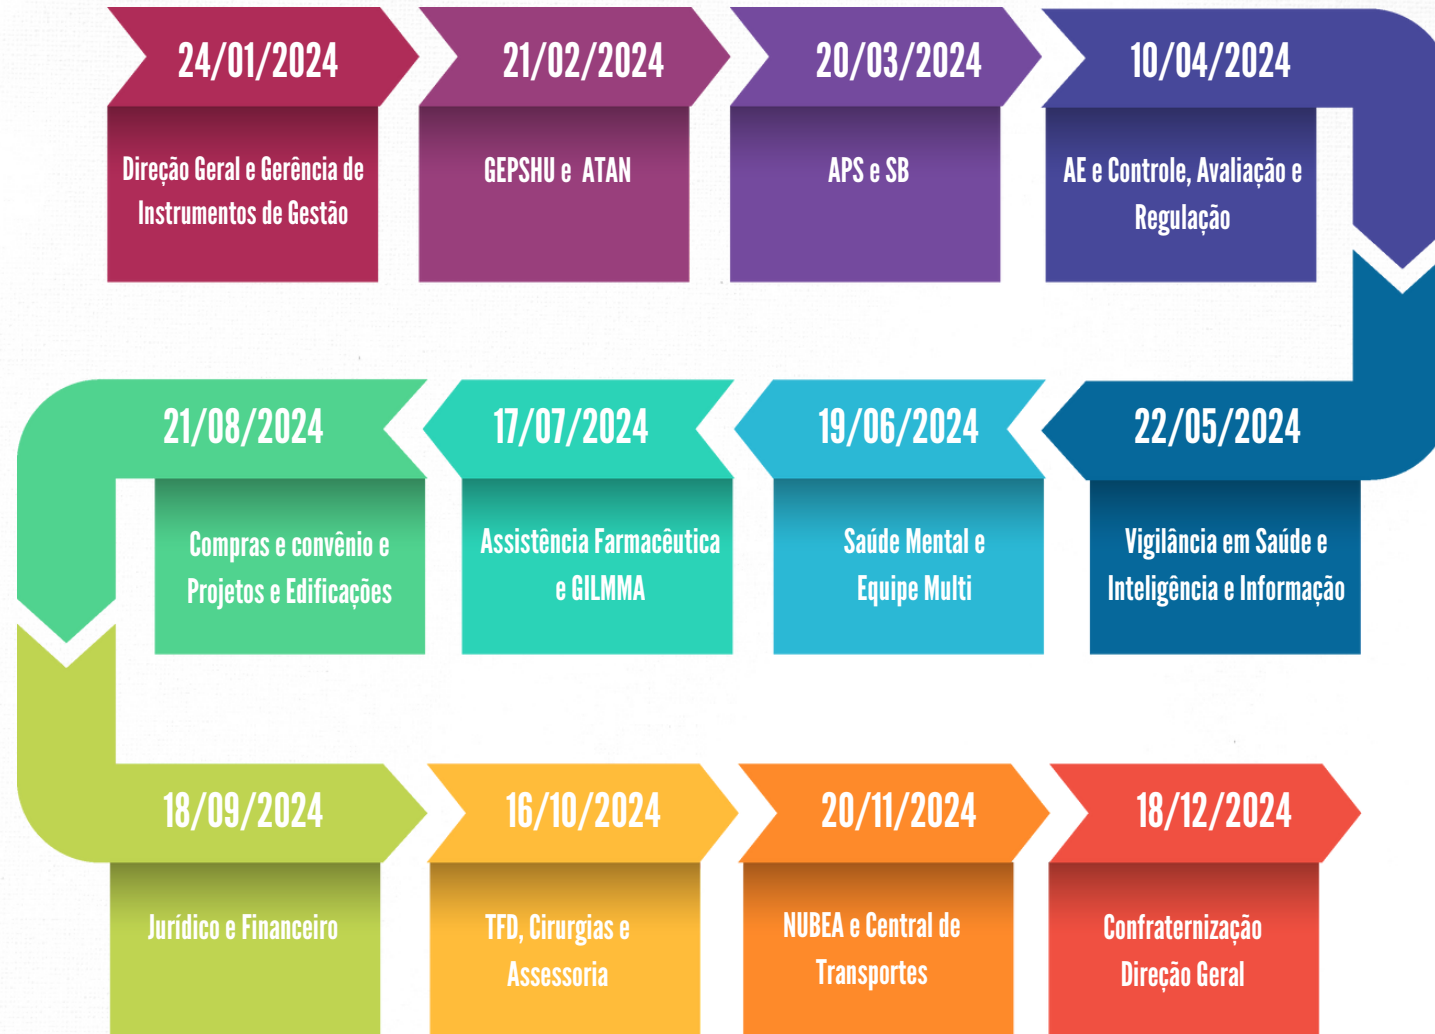 24/01/2024
Direção Geral e Gerência de
Instrumentos de Gestão
21/02/2024
GEPSHU e ATAN
20/03/2024
APS e SB
10/04/2024
AE e Controle, Avaliação e
Regulação
22/05/2024
Vigilância em Saúde e
Inteligência e Informação
19/06/2024
Saúde Mental e
Equipe Multi
17/07/2024
Assistência Farmacêutica
e GILMMA
21/08/2024
Compras e convênio e
Projetos e Edificações
18/09/2024
Jurídico e Financeiro
16/10/2024
TFD, Cirurgias e
Assessoria
20/11/2024
NUBEA e Central de
Transportes
18/12/2024
Confraternização
Direção Geral